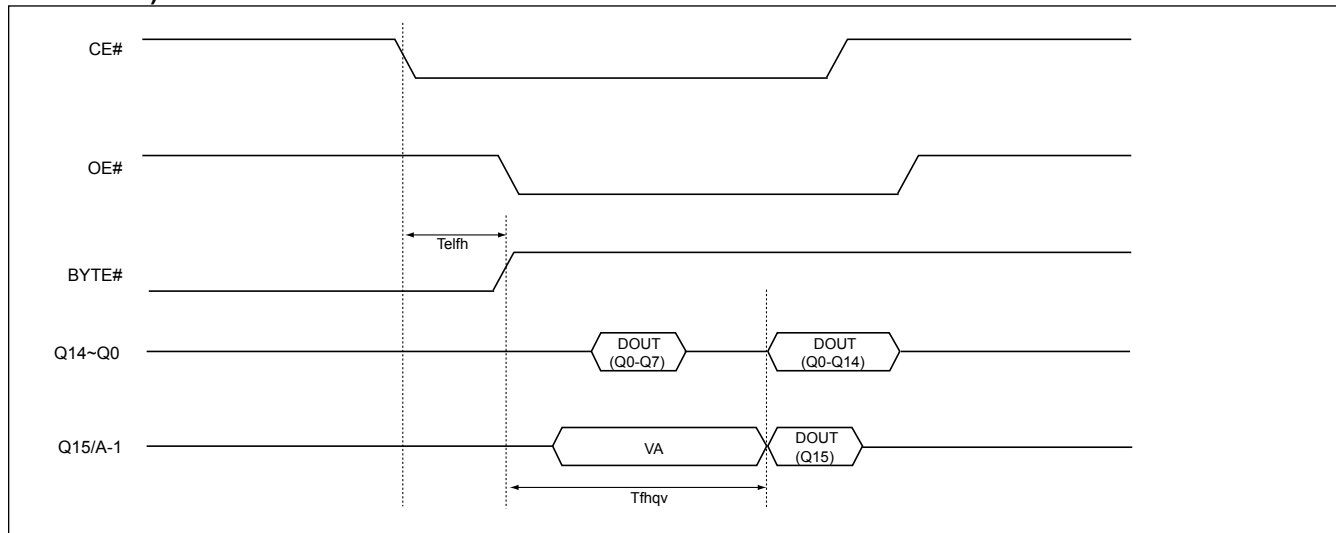 CE#
OE#
Telfh
BYTE#
Q14~Q0
DOUT
(Q0-Q7)
DOUT
(Q0-Q14)
Q15/A-1
VA
DOUT
(Q15)
Tfhqv